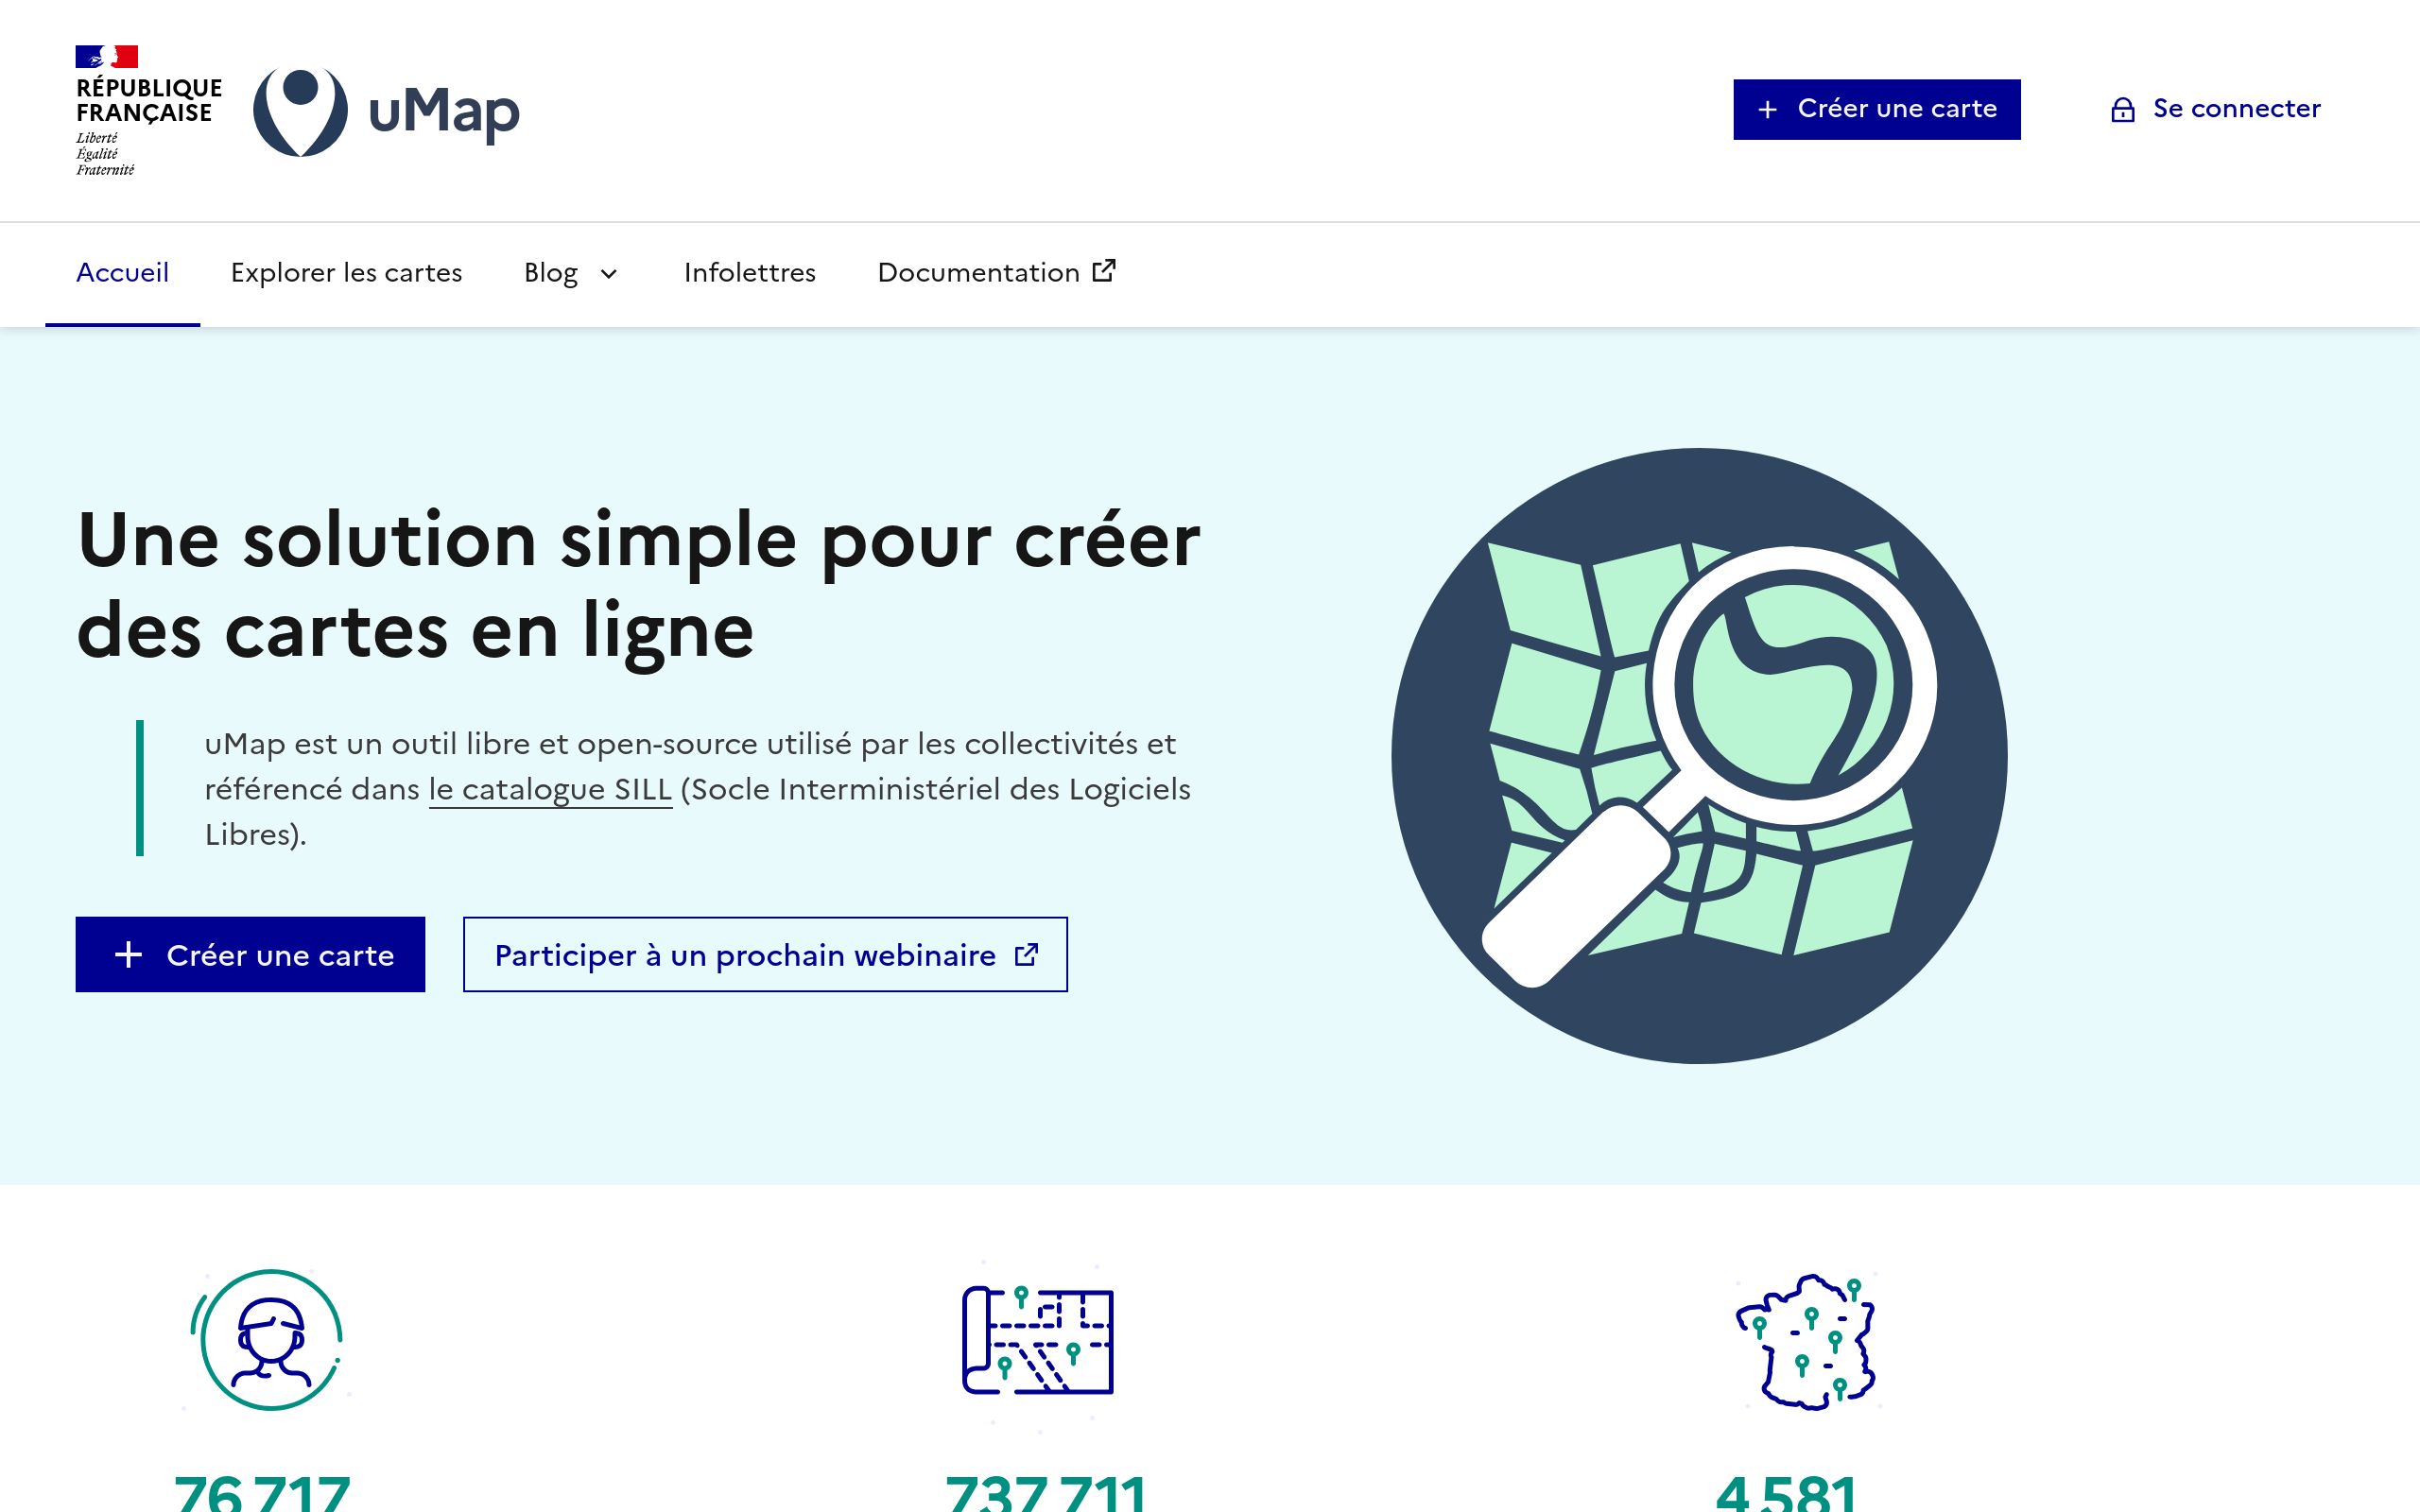 RÉPUBLIQUE
FRANÇAISE
Liberté
Égalité
Fraternité
uMap
Créer une carte
Se connecter
Accueil
Explorer les cartes
Blog
Infolettres
Documentation
Une solution simple pour créer
des cartes en ligne
uMap est un outil libre et open-source utilisé par les collectivités et
référencé dans le catalogue SILL (Socle Interministériel des Logiciels
Libres).
Créer une carte
Participer à un prochain webinaire
76 717
737 711
4 581